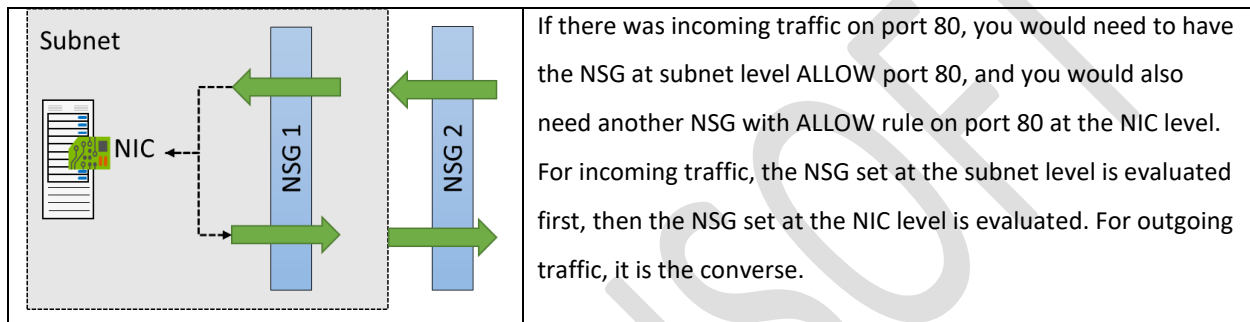 Subnet
NIC
NSG 1
NSG 2
If there was incoming traffic on port 80, you would need to have
the NSG at subnet level ALLOW port 80, and you would also
need another NSG with ALLOW rule on port 80 at the NIC level.
For incoming traffic, the NSG set at the subnet level is evaluated
first, then the NSG set at the NIC level is evaluated. For outgoing
traffic, it is the converse.